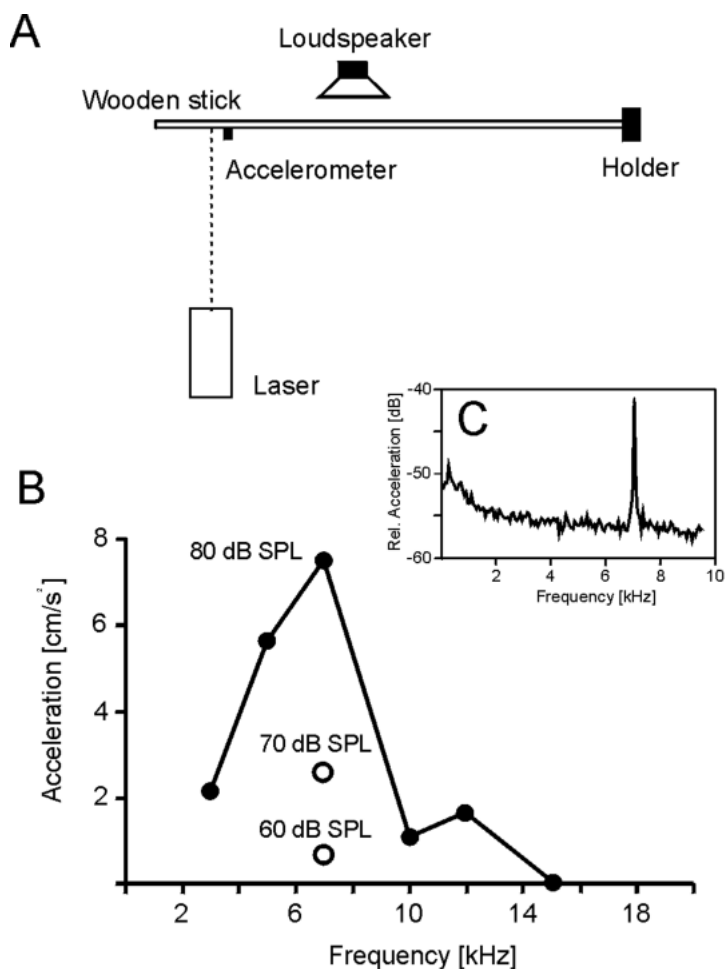 A
Loudspeaker
Wooden stick
Accelerometer
Holder
Laser
C
Rel. Acceleration [dB]
-40
-50
-60
2 4 6 8 10
Frequency [kHz]
B
Acceleration [cm/s²]
8
6
4
2
80 dB SPL
70 dB SPL
60 dB SPL
2 6 10 14 18
Frequency [kHz]